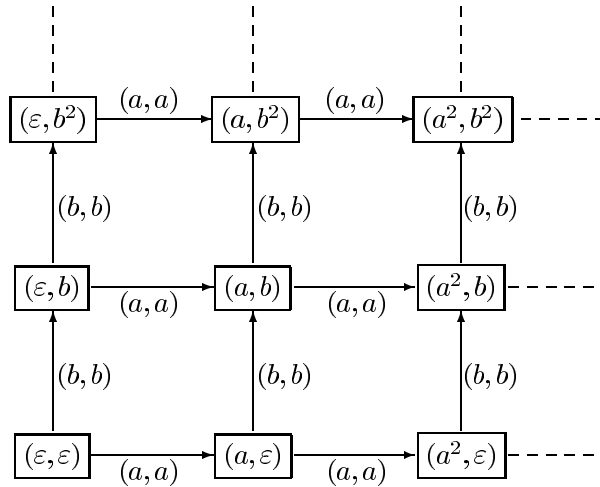 (a, a) (a, a)
(ε, b²) (a, b²) (a², b²)
(b, b) (b, b) (b, b)
(ε, b) (a, b) (a², b)
(a, a) (a, a)
(b, b) (b, b) (b, b)
(ε, ε) (a, ε) (a², ε)
(a, a) (a, a)